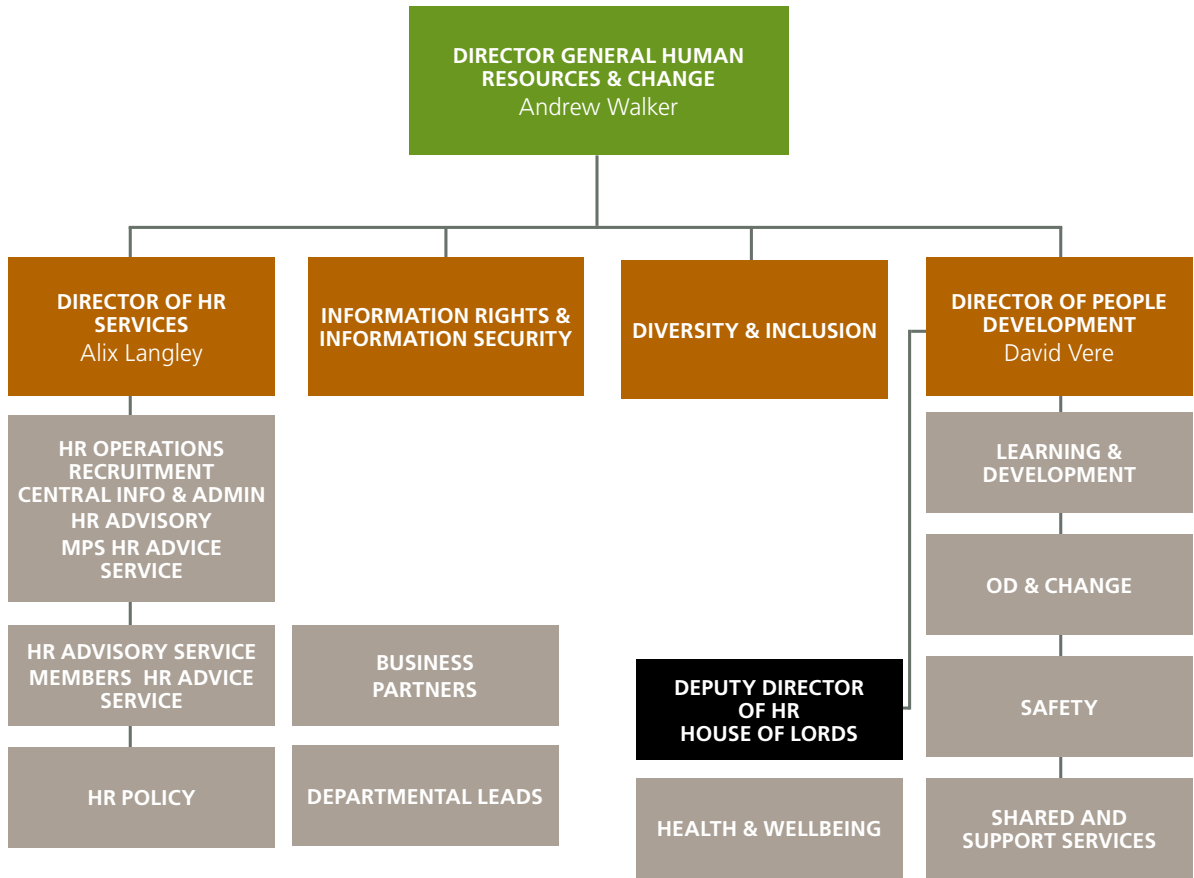 DIRECTOR GENERAL HUMAN
RESOURCES & CHANGE
Andrew Walker
DIRECTOR OF HR
SERVICES
Alix Langley
INFORMATION RIGHTS &
INFORMATION SECURITY
DIVERSITY & INCLUSION
DIRECTOR OF PEOPLE
DEVELOPMENT
David Vere
HR OPERATIONS
RECRUITMENT
CENTRAL INFO & ADMIN
HR ADVISORY
MPS HR ADVICE
SERVICE
LEARNING &
DEVELOPMENT
OD & CHANGE
HR ADVISORY SERVICE
MEMBERS HR ADVICE
SERVICE
BUSINESS
PARTNERS
DEPUTY DIRECTOR
OF HR
HOUSE OF LORDS
SAFETY
HR POLICY
DEPARTMENTAL LEADS
HEALTH & WELLBEING
SHARED AND
SUPPORT SERVICES